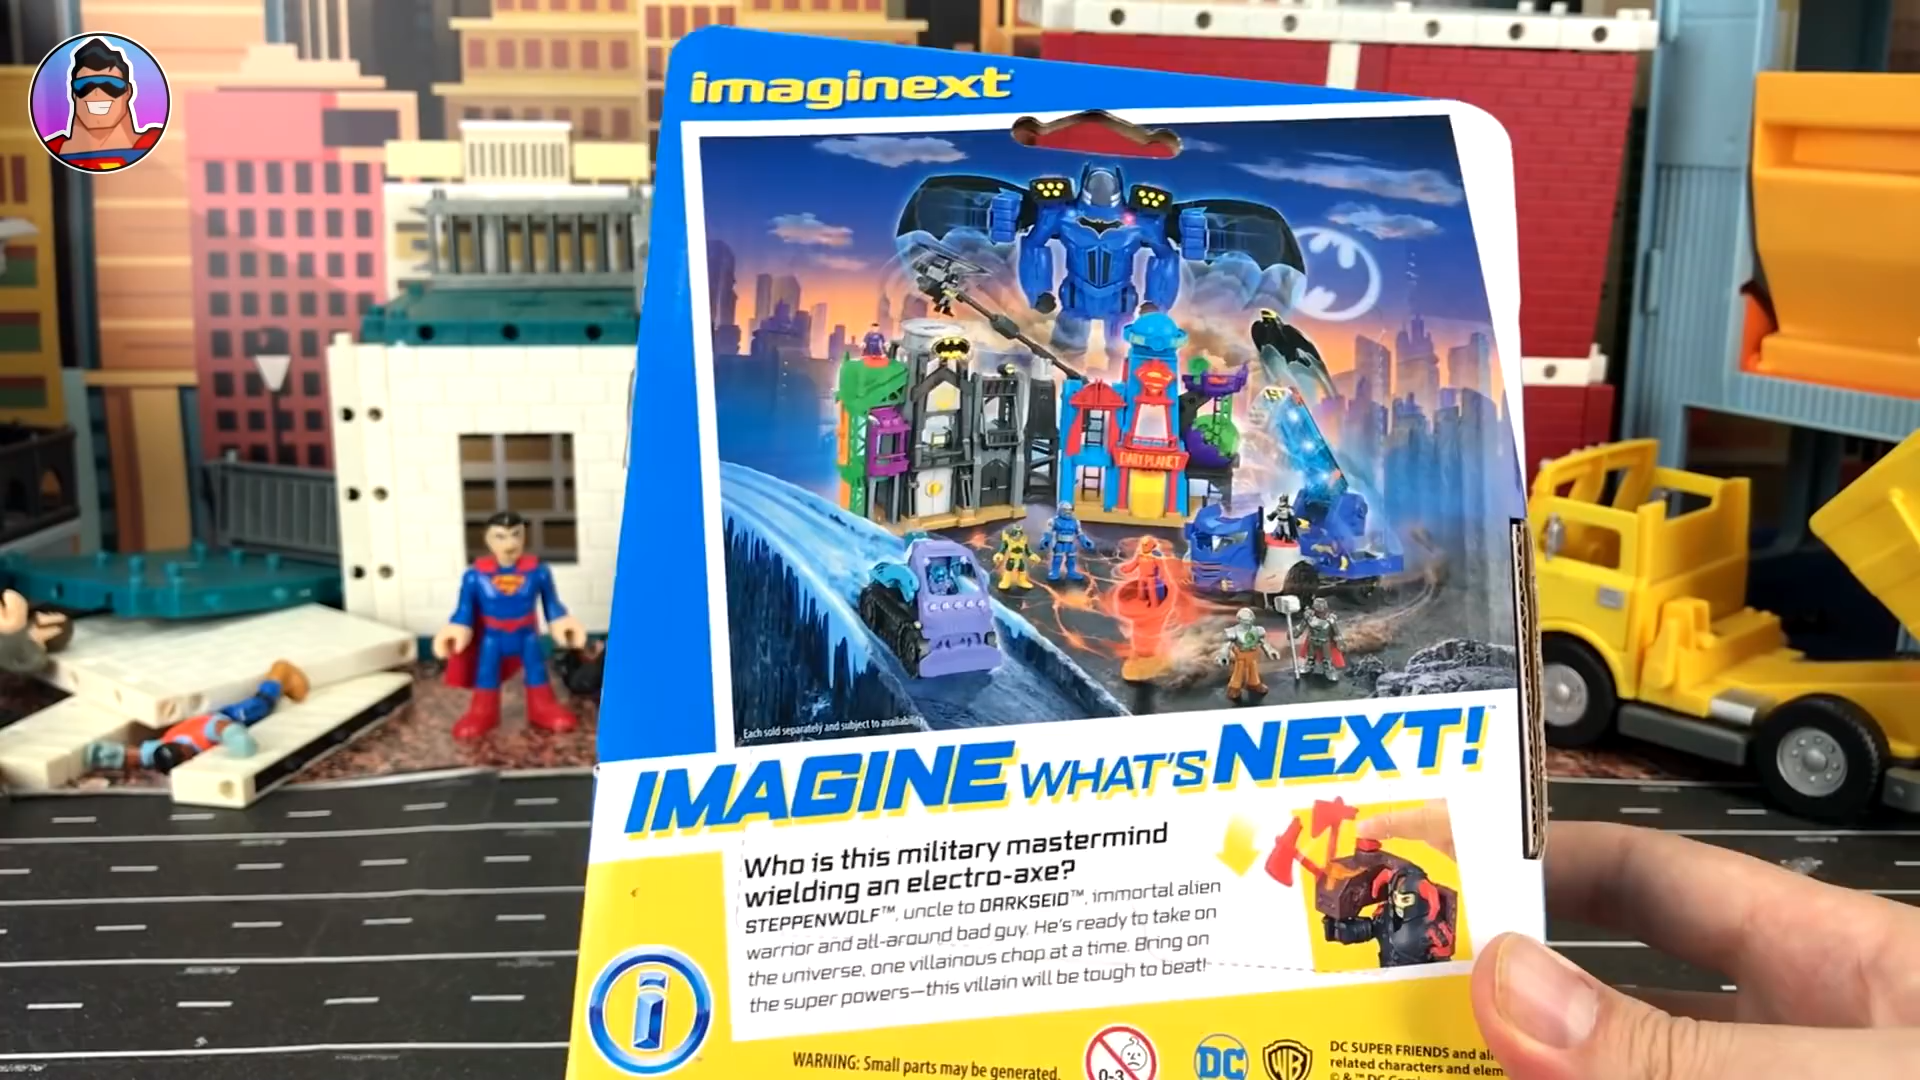 imaginext
DAILY PLANET
Each sold separately and subject to availability
IMAGINE WHAT'S NEXT!™
Who is this military mastermind
wielding an electro-axe?
STEPPENWOLF™, uncle to DARKSEID™, immortal alien
warrior and all-around bad guy. He's ready to take on
the universe, one villainous chop at a time. Bring on
the super powers—this villain will be tough to beat!
i
WARNING: Small parts may be generated.
0-3
DC
WB
DC SUPER FRIENDS and all
related characters and elem